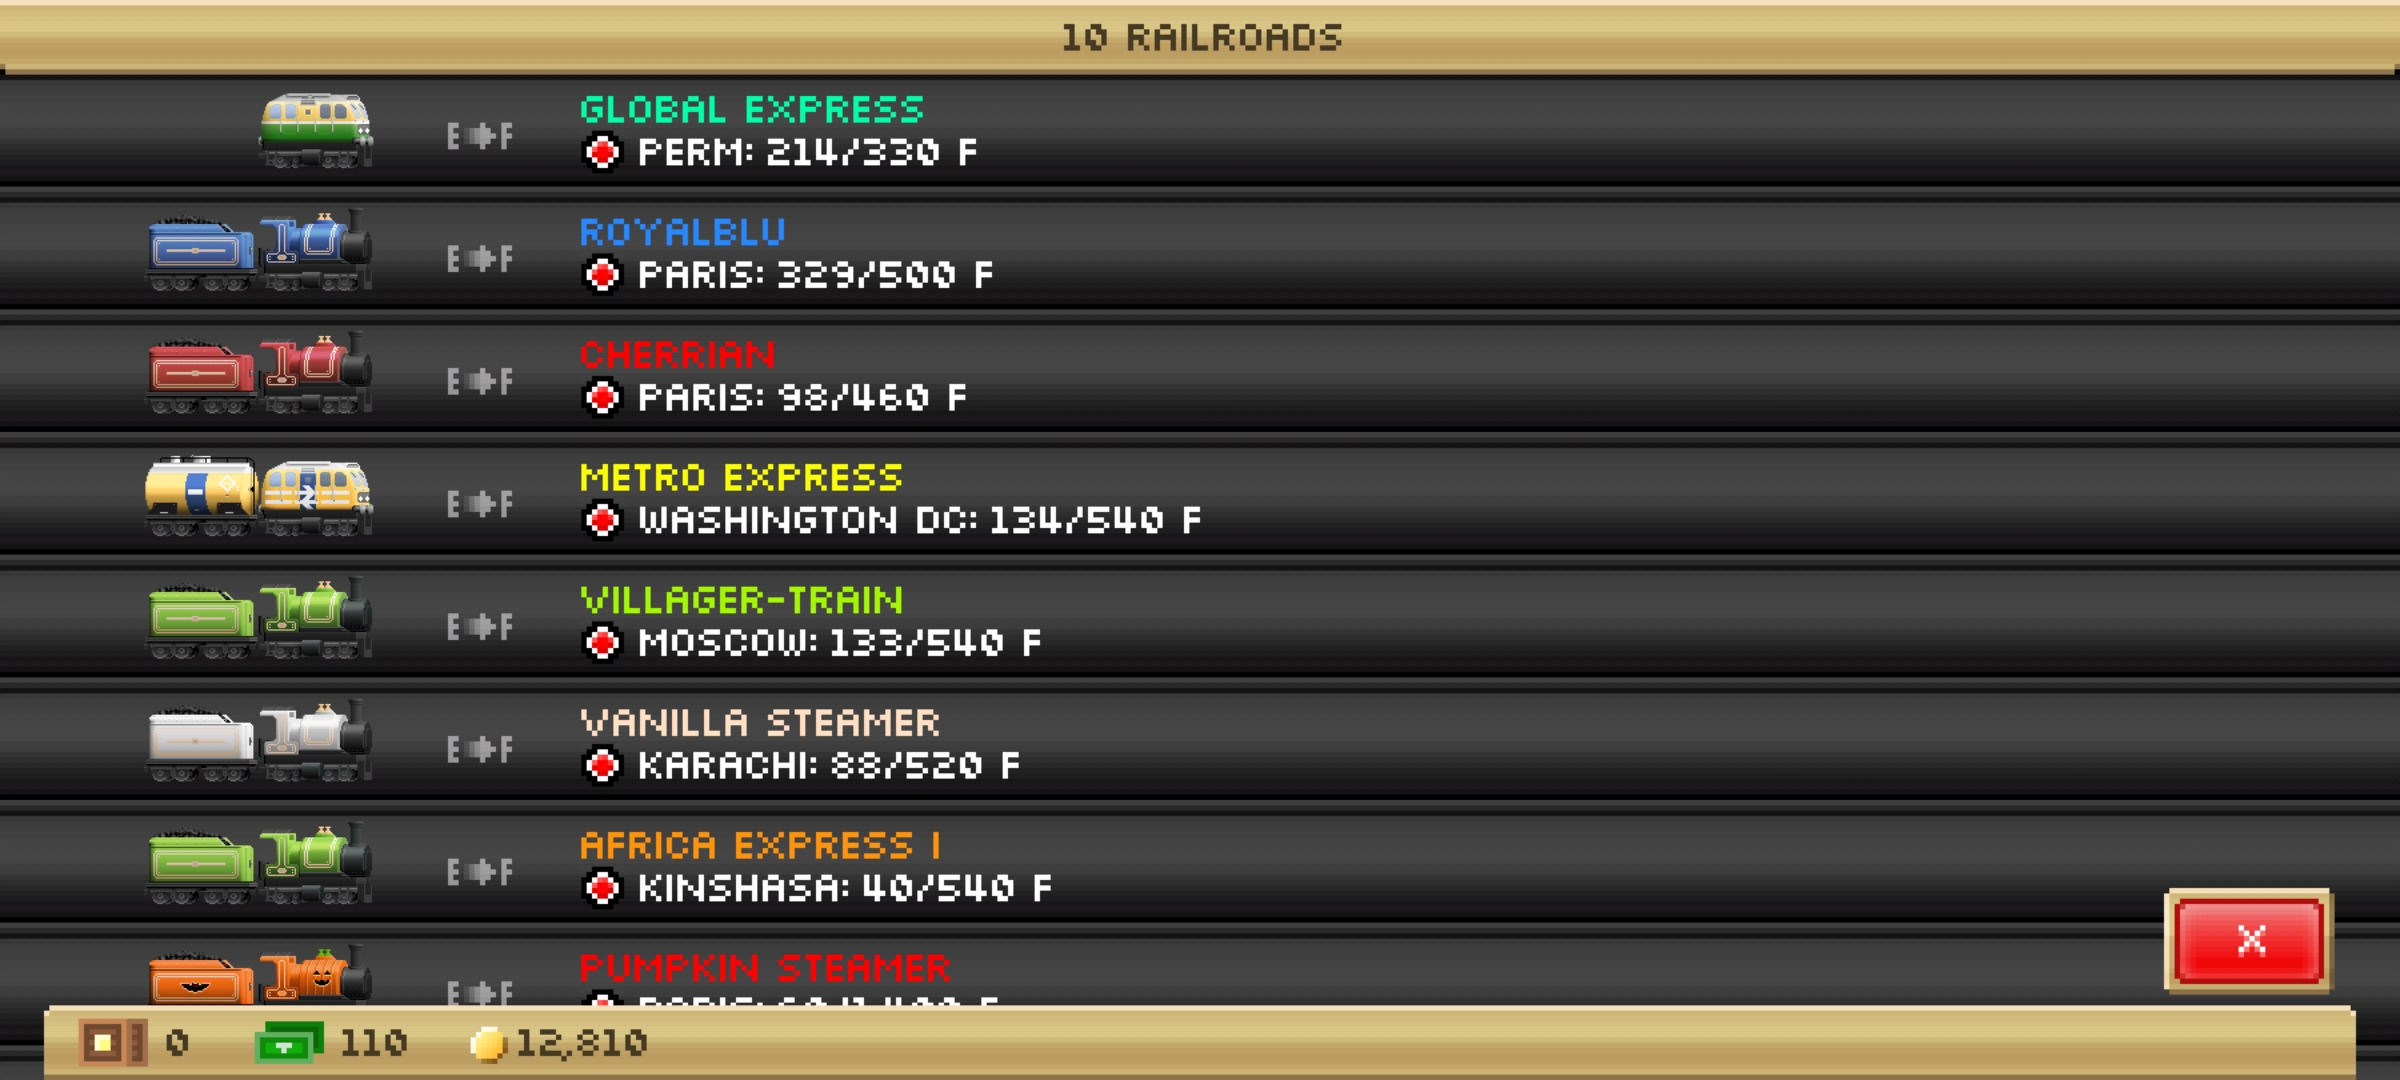 10 RAILROADS
E F
GLOBAL EXPRESS
PERM: 214/330 F
E F
ROYALBLU
PARIS: 329/500 F
E F
CHERRIAN
PARIS: 98/460 F
E F
METRO EXPRESS
WASHINGTON DC: 134/540 F
E F
VILLAGER-TRAIN
MOSCOW: 133/540 F
E F
VANILLA STEAMER
KARACHI: 88/520 F
E F
AFRICA EXPRESS I
KINSHASA: 40/540 F
X
E F
PUMPKIN STEAMER
PARIS: F
0 110 12,810